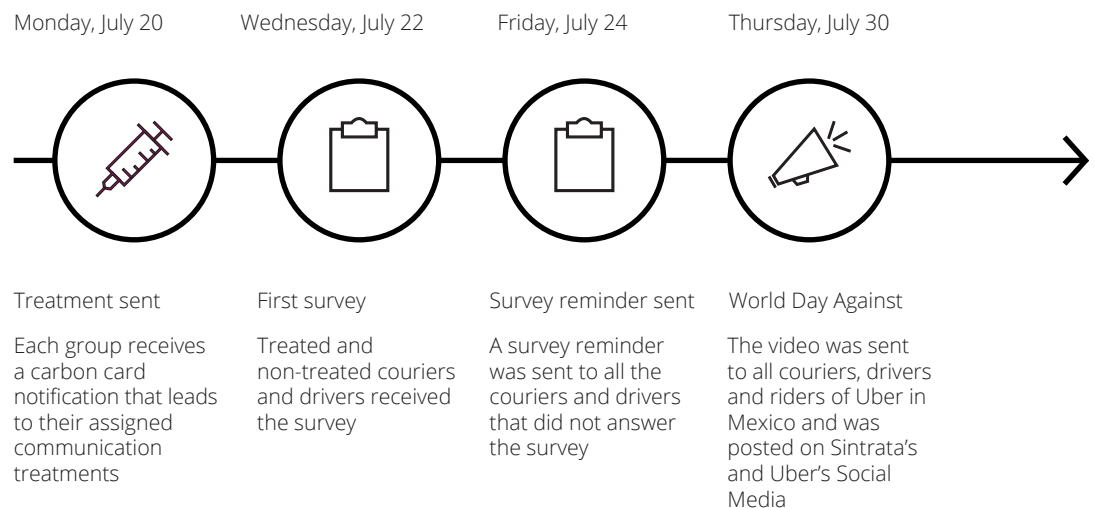 Monday, July 20
Wednesday, July 22
Friday, July 24
Thursday, July 30
Treatment sent
Each group receives
a carbon card
notification that leads
to their assigned
communication
treatments
First survey
Treated and
non-treated couriers
and drivers received
the survey
Survey reminder sent
A survey reminder
was sent to all the
couriers and drivers
that did not answer
the survey
World Day Against
The video was sent
to all couriers, drivers
and riders of Uber in
Mexico and was
posted on Sintrata's
and Uber's Social
Media